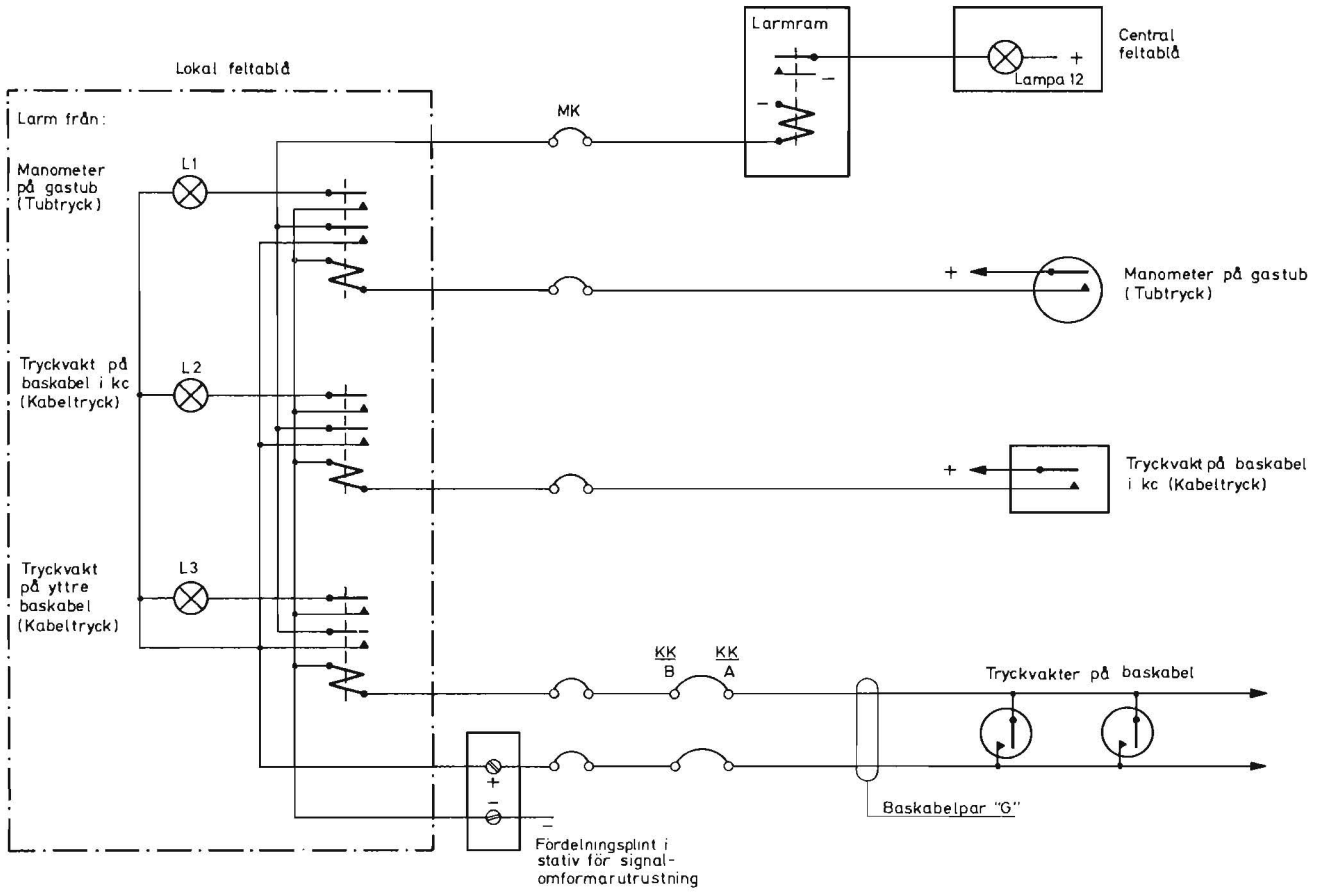 Larmram
Central
feltablå
+
Lampa 12
Lokal feltablå
Larm från:
MK
Manometer
på gastub
(Tubtryck)
L1
+
Manometer på gastub
(Tubtryck)
Tryckvakt på
baskabel i kc
(Kabeltryck)
L2
+
Tryckvakt på baskabel
i kc (Kabeltryck)
Tryckvakt
på yttre
baskabel
(Kabeltryck)
L3
KK
B
KK
A
Tryckvakter på baskabel
+
−
Baskabelpar "G"
Fördelningsplint i
stativ för signal-
omformarutrustning